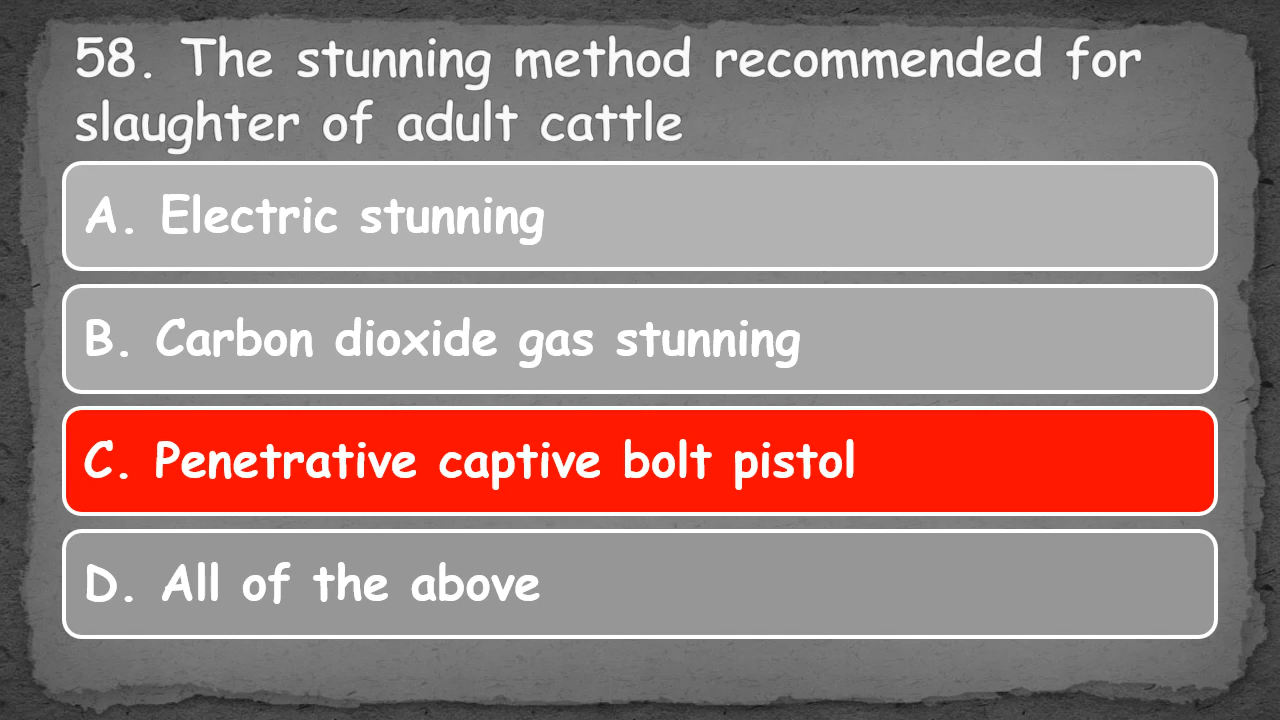 58. The stunning method recommended for
slaughter of adult cattle
A. Electric stunning
B. Carbon dioxide gas stunning
C. Penetrative captive bolt pistol
D. All of the above